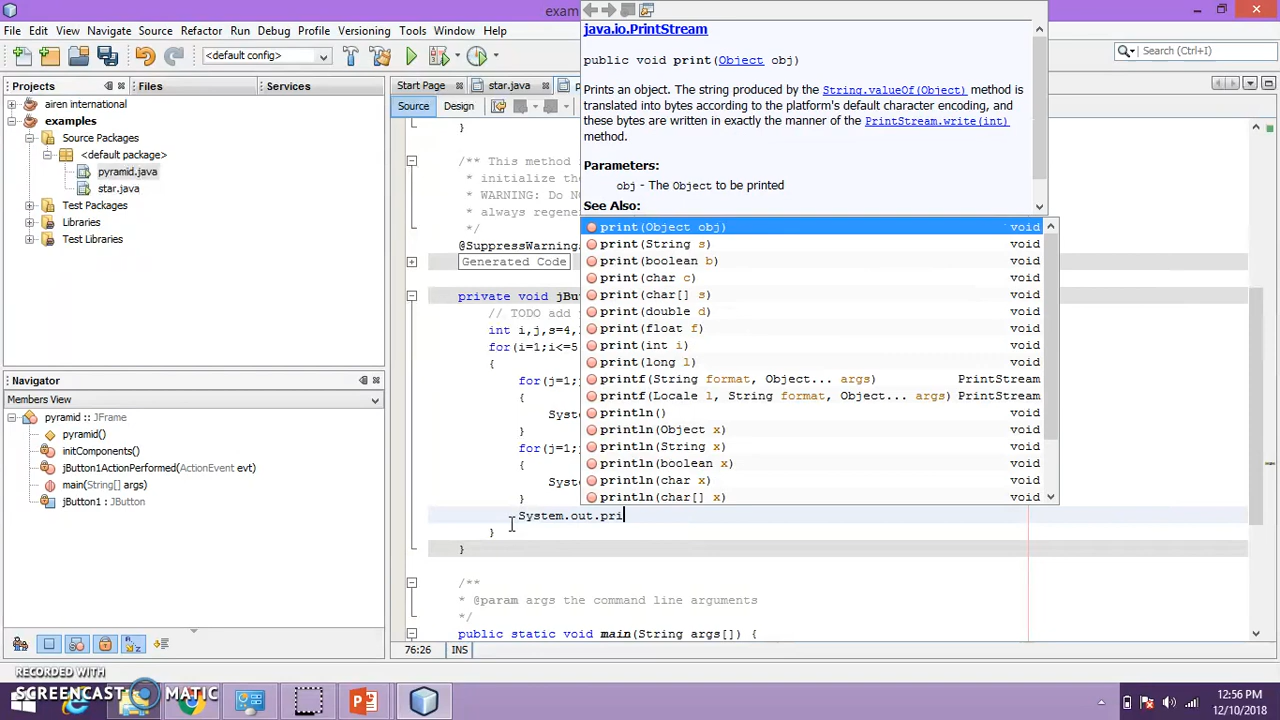 exam
File Edit View Navigate Source Refactor Run Debug Profile Versioning Tools Window Help
<default config>
Search (Ctrl+I)
Projects
Files
Services
airen international
examples
Source Packages
<default package>
pyramid.java
star.java
Test Packages
Libraries
Test Libraries
Navigator
Members View
pyramid :: JFrame
pyramid()
initComponents()
jButton1ActionPerformed(ActionEvent evt)
main(String[] args)
jButton1 : JButton
Start Page
star.java
Source
Design
}
/** This method
* initialize the
* WARNING: Do NO
* always regene
*/
@SuppressWarning
Generated Code
private void jBu
// TODO add
int i,j,s=4,
for(i=1;i<=5
{
for(j=1;
{
Syste
}
for(j=1;
{
Syste
}
System.out.pri
}
}
/**
* @param args the command line arguments
*/
public static void main(String args[]) {
java.io.PrintStream
public void print(Object obj)
Prints an object. The string produced by the String.valueOf(Object) method is
translated into bytes according to the platform's default character encoding, and
these bytes are written in exactly the manner of the PrintStream.write(int)
method.
Parameters:
obj - The Object to be printed
See Also:
print(Object obj) void
print(String s) void
print(boolean b) void
print(char c) void
print(char[] s) void
print(double d) void
print(float f) void
print(int i) void
print(long l) void
printf(String format, Object... args) PrintStream
printf(Locale l, String format, Object... args) PrintStream
println() void
println(Object x) void
println(String x) void
println(boolean x) void
println(char x) void
println(char[] x) void
76:26 INS
RECORDED WITH
SCREENCAST MATIC
12:56 PM
12/10/2018